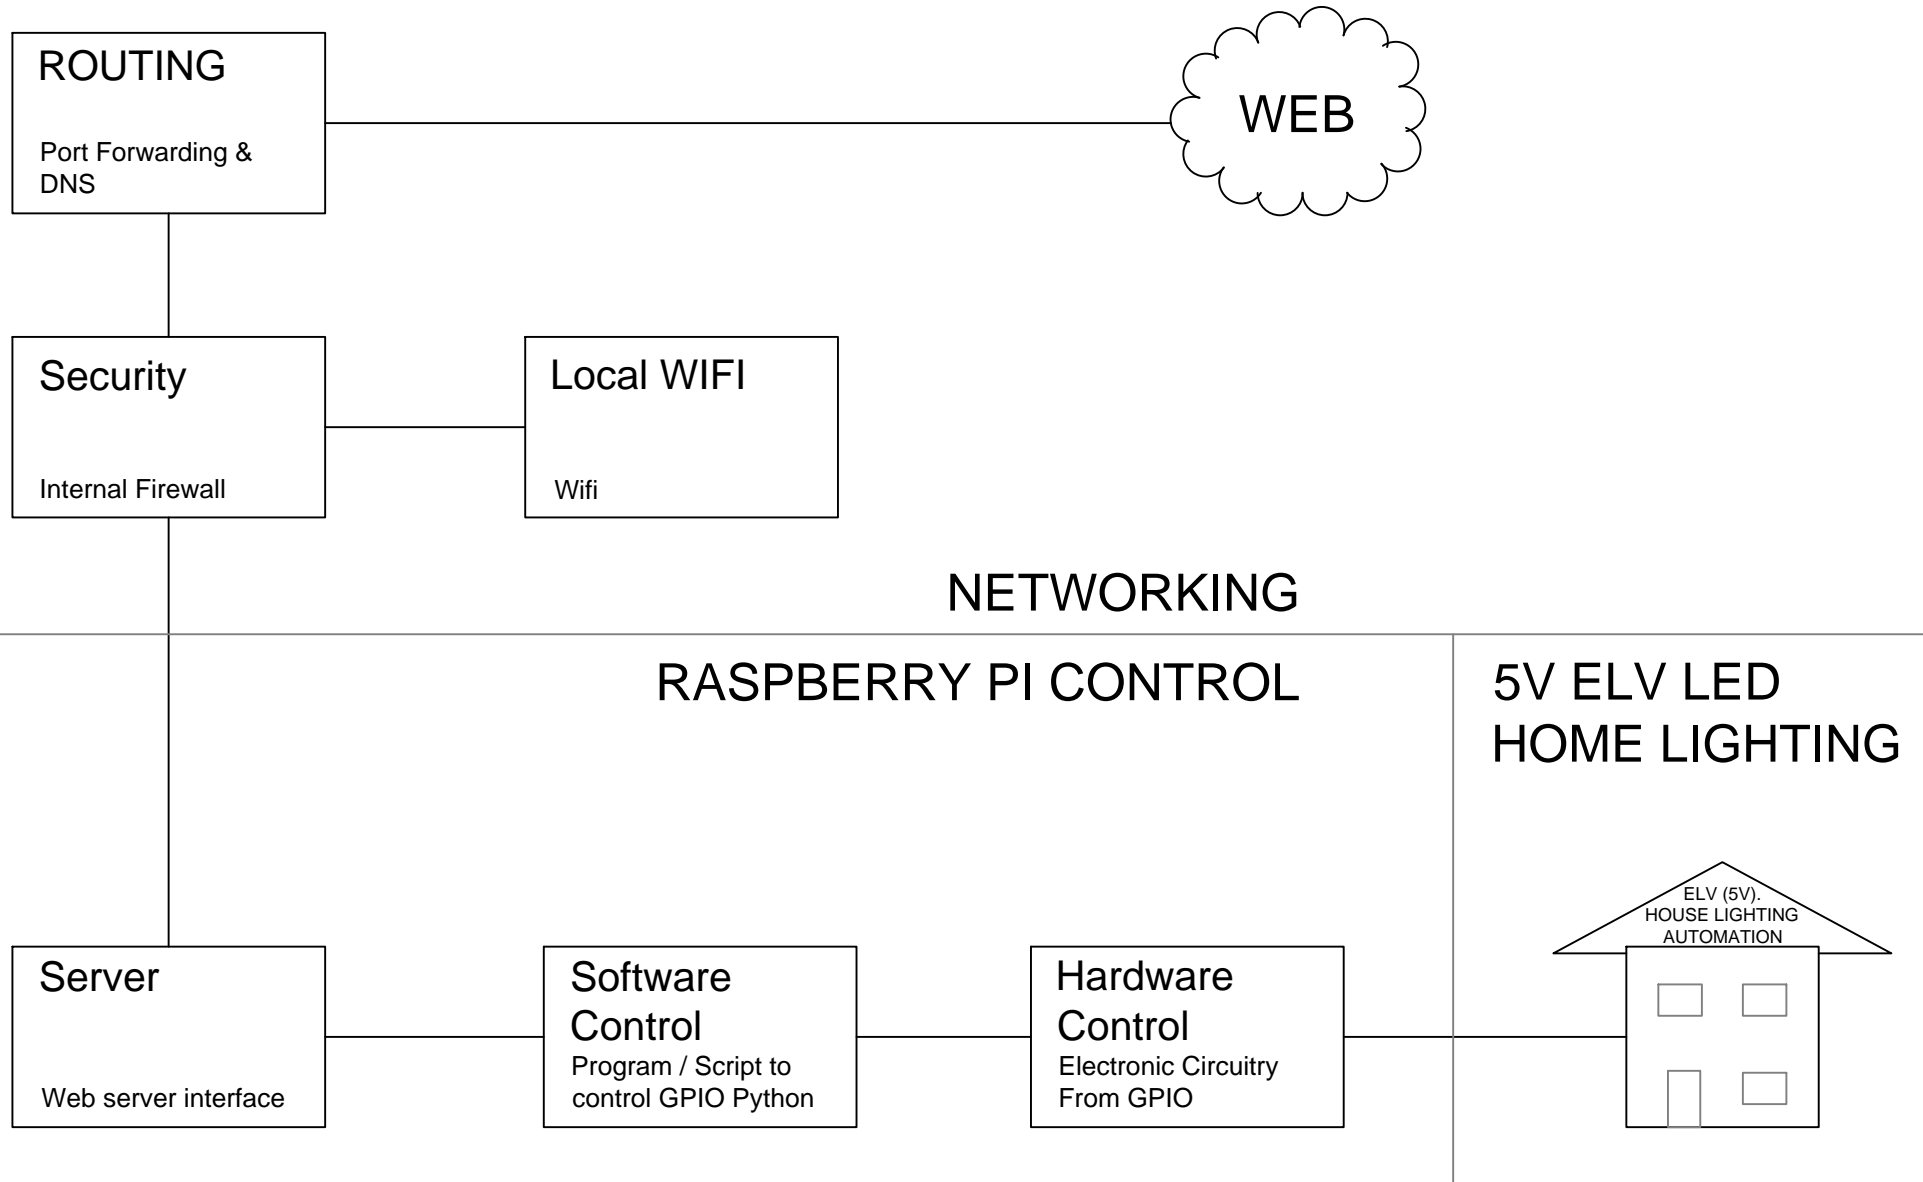 ROUTING
Port Forwarding &
DNS
WEB
Security
Internal Firewall
Local WIFI
Wifi
NETWORKING
RASPBERRY PI CONTROL
5V ELV LED
HOME LIGHTING
Server
Web server interface
Software
Control
Program / Script to
control GPIO Python
Hardware
Control
Electronic Circuitry
From GPIO
ELV (5V).
HOUSE LIGHTING
AUTOMATION